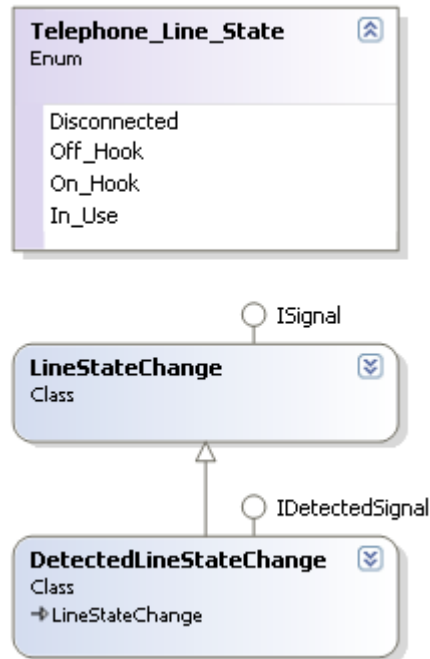 Telephone_Line_State
Enum
Disconnected
Off_Hook
On_Hook
In_Use
ISignal
LineStateChange
Class
IDetectedSignal
DetectedLineStateChange
Class
LineStateChange